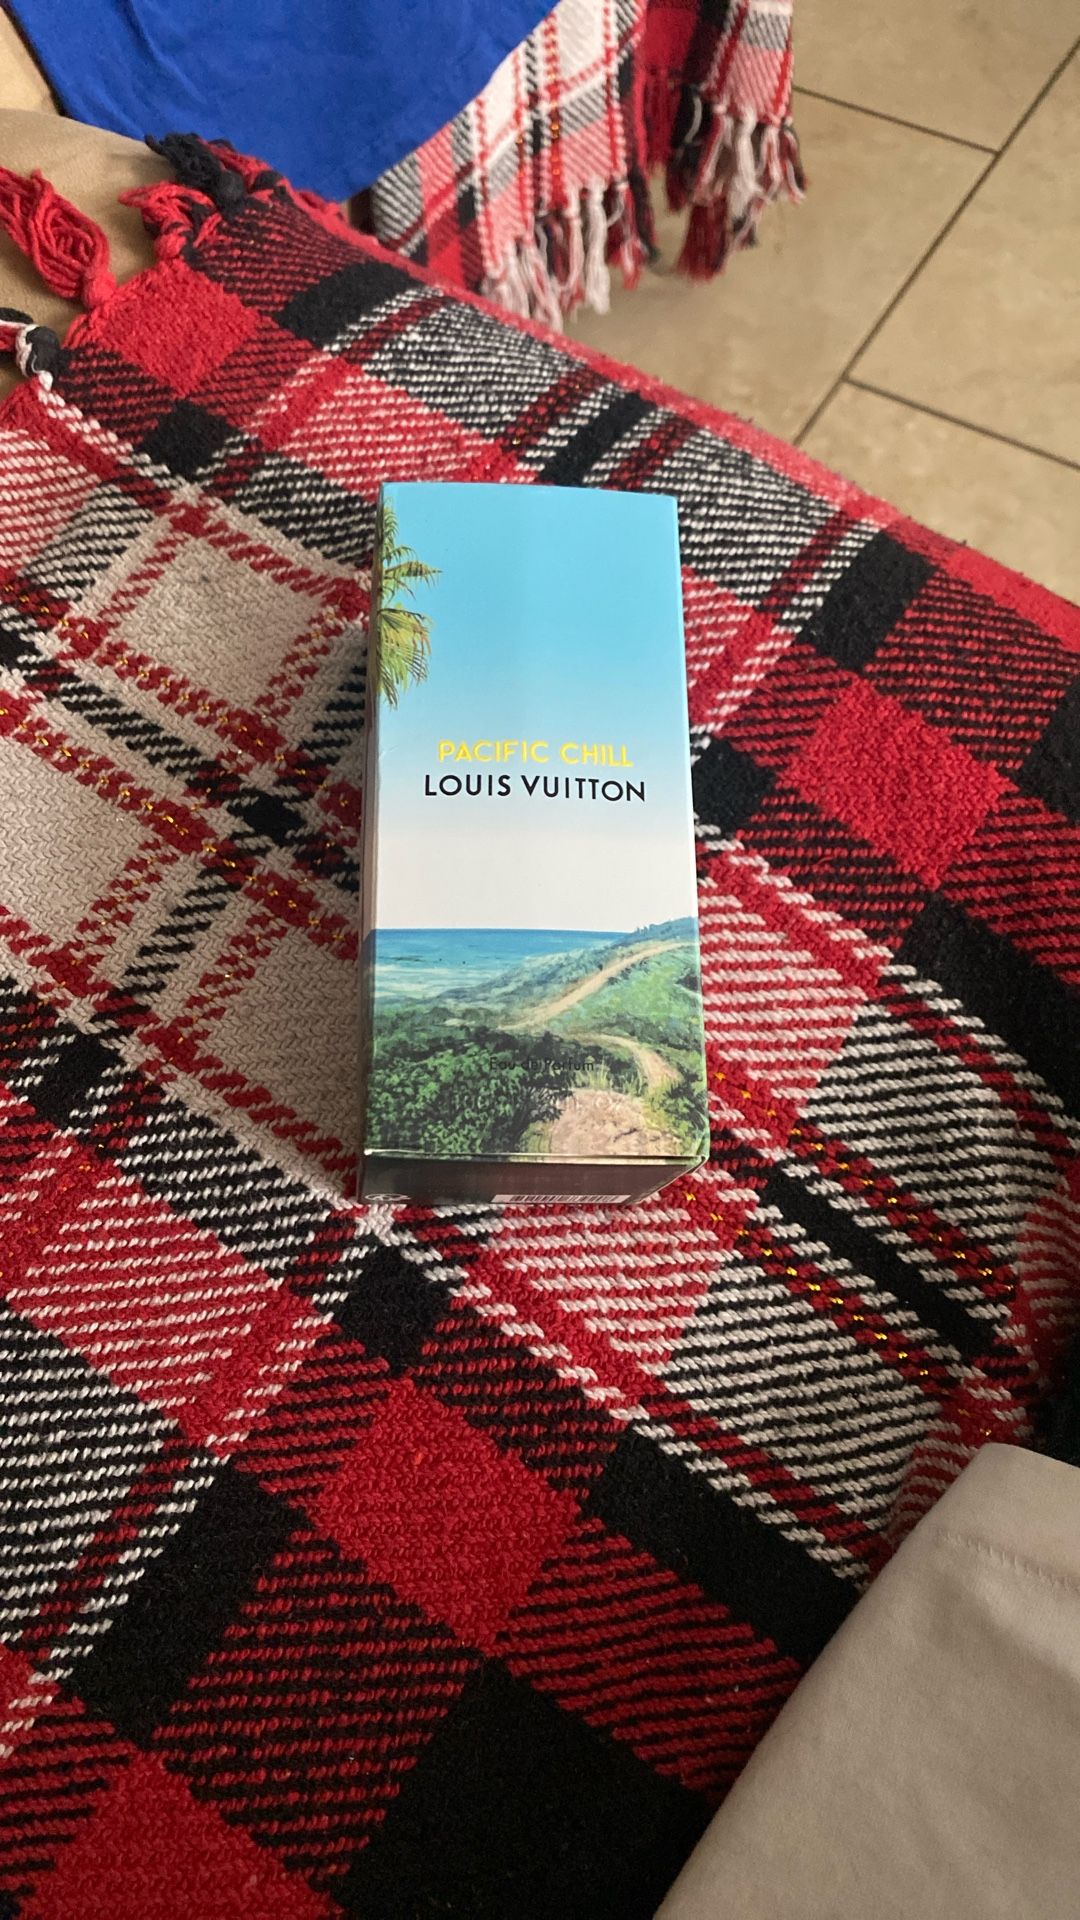 PACIFIC CHILL
LOUIS VUITTON
Eau de Parfum